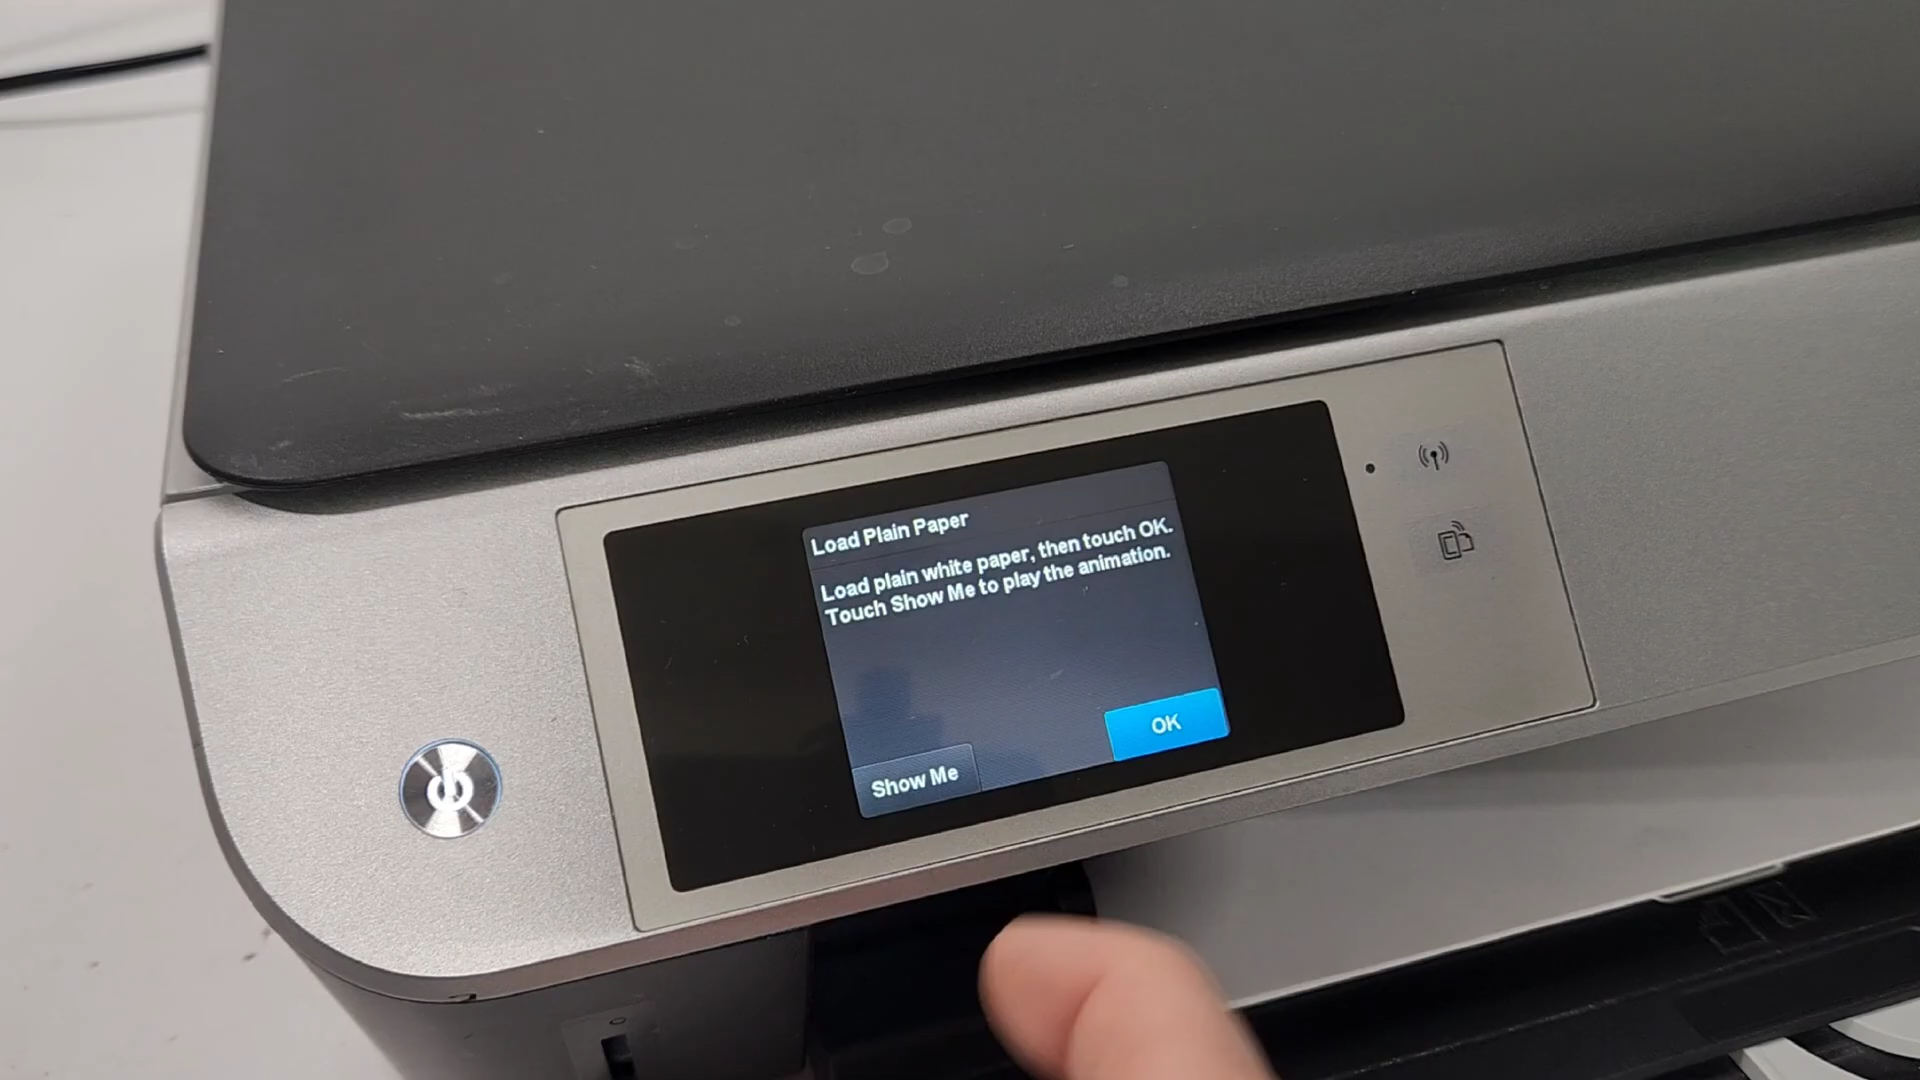 Load Plain Paper
Load plain white paper, then touch OK.
Touch Show Me to play the animation.
OK
Show Me